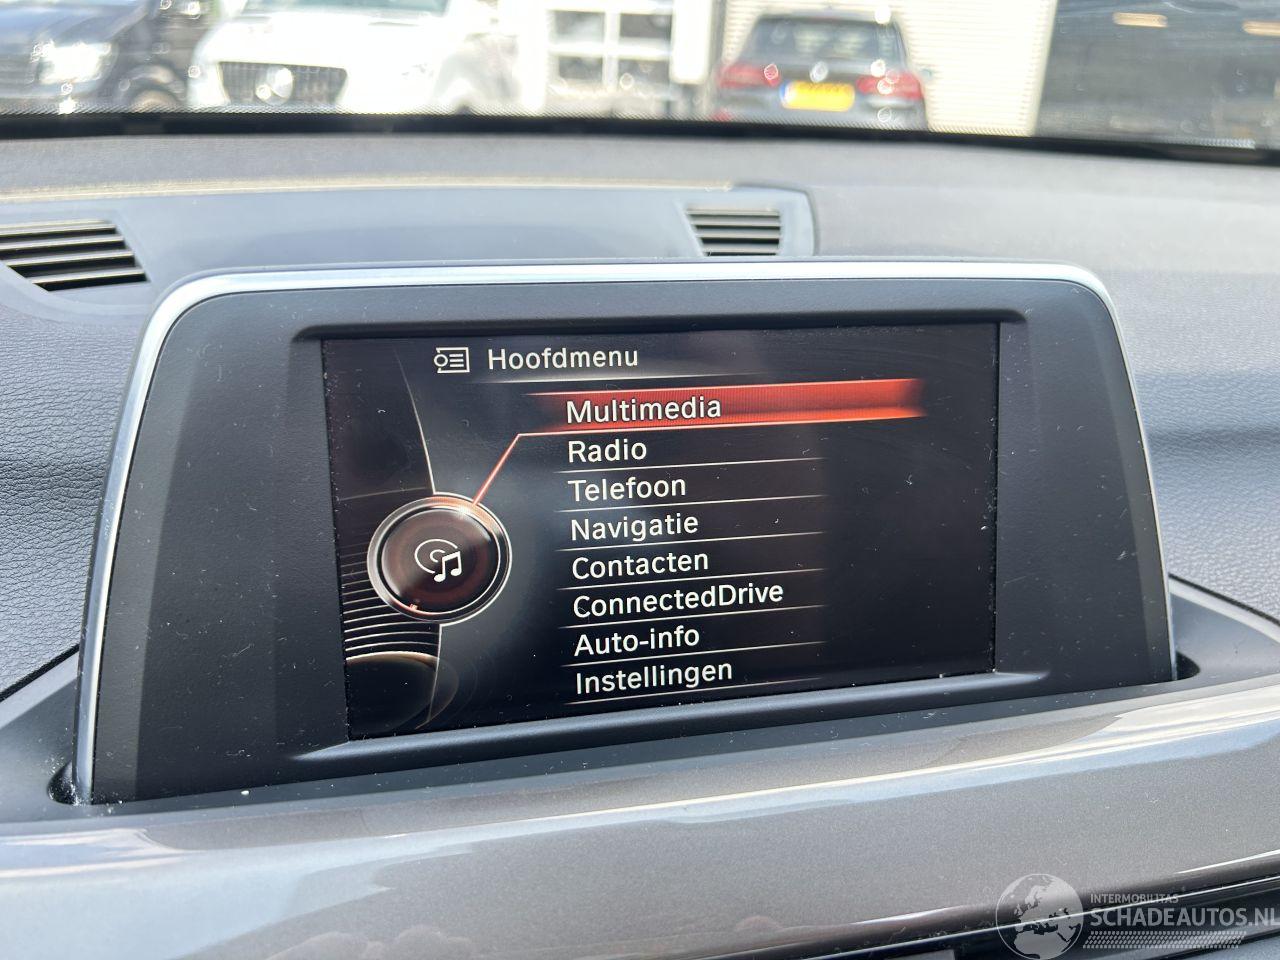 Hoofdmenu
Multimedia
Radio
Telefoon
Navigatie
Contacten
ConnectedDrive
Auto-info
Instellingen
INTERMOBILITAS
SCHADEAUTOS.NL